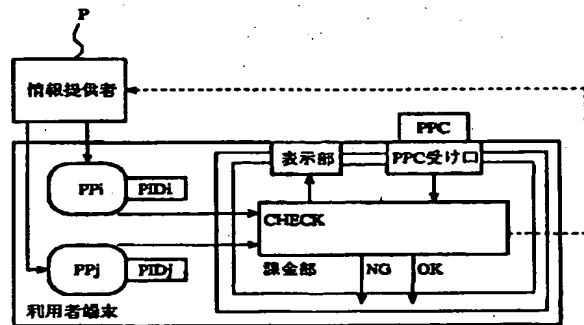 P
情報提供者
PPC
表示部
PPC受け口
PPi
PIDi
CHECK
PPj
PIDj
課金部
NG
OK
利用者端末